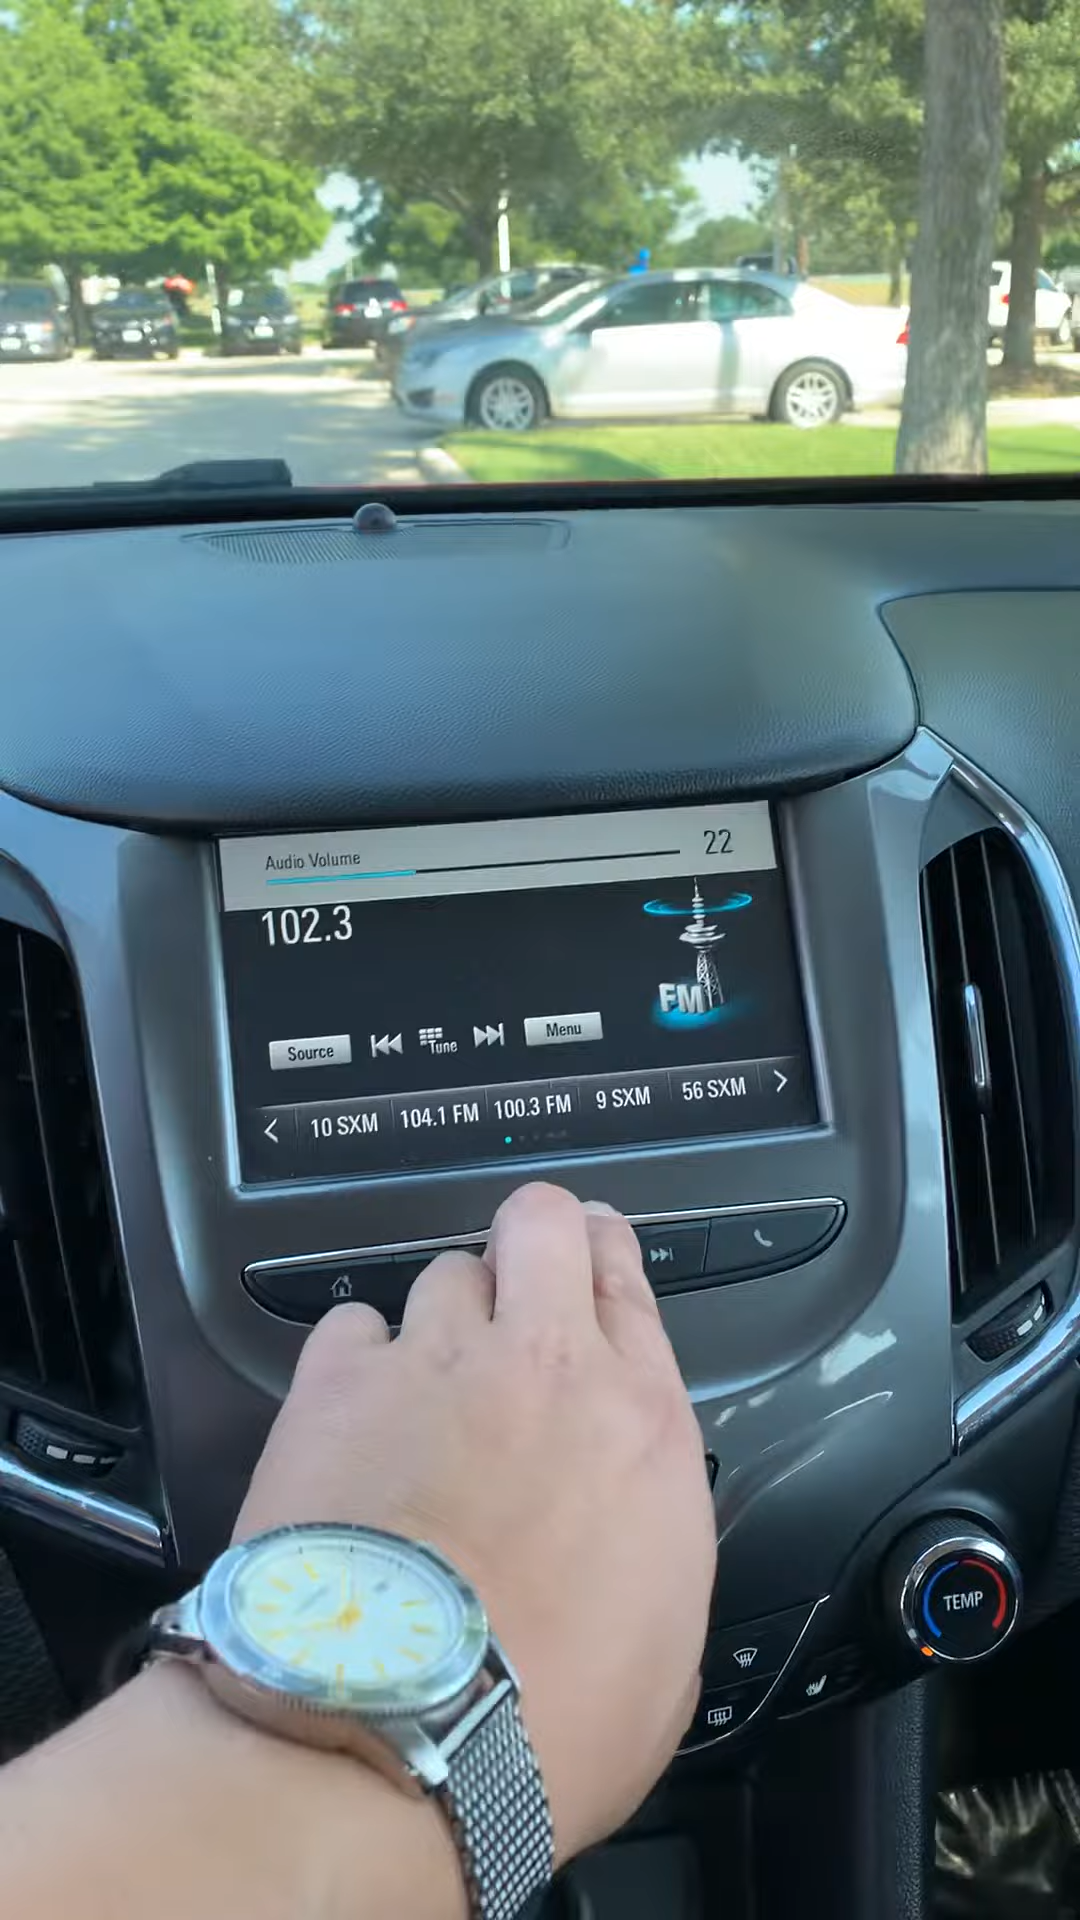 Audio Volume 22
102.3
FM
Source Tune Menu
10 SXM 104.1 FM 100.3 FM 9 SXM 56 SXM
TEMP